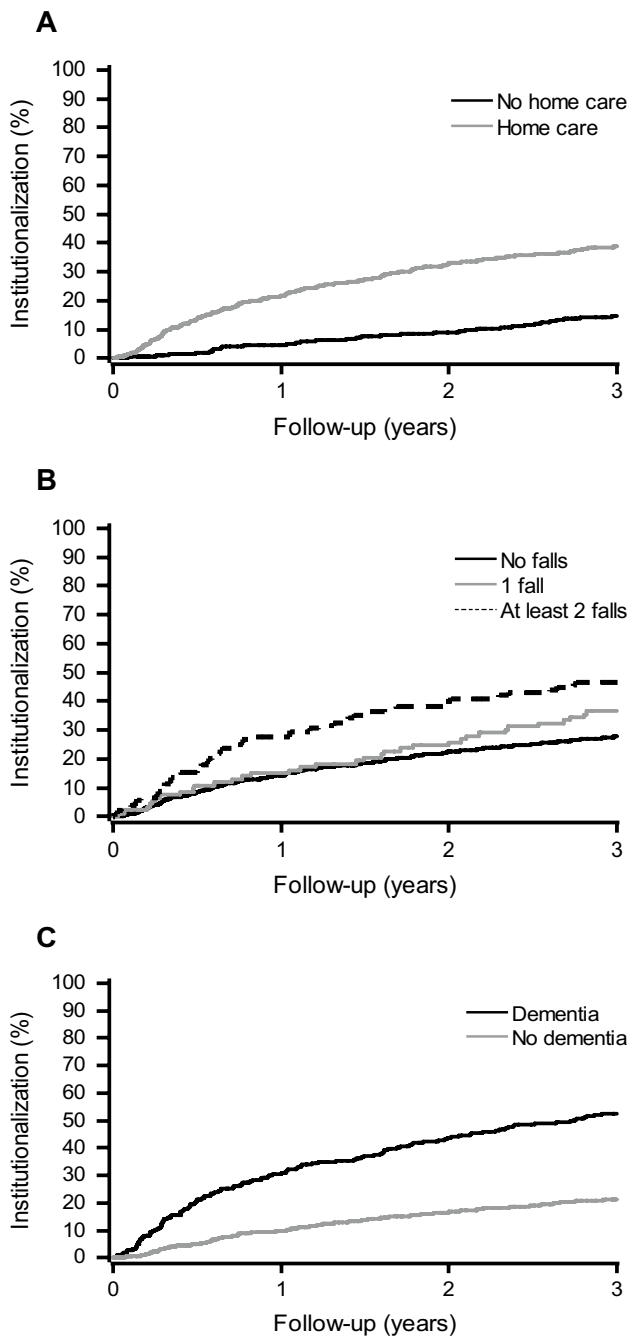 A
Institutionalization (%)
100
90
80
70
60
50
40
30
20
10
0
No home care
Home care
0 1 2 3
Follow-up (years)
B
Institutionalization (%)
100
90
80
70
60
50
40
30
20
10
0
No falls
1 fall
At least 2 falls
0 1 2 3
Follow-up (years)
C
Institutionalization (%)
100
90
80
70
60
50
40
30
20
10
0
Dementia
No dementia
0 1 2 3
Follow-up (years)